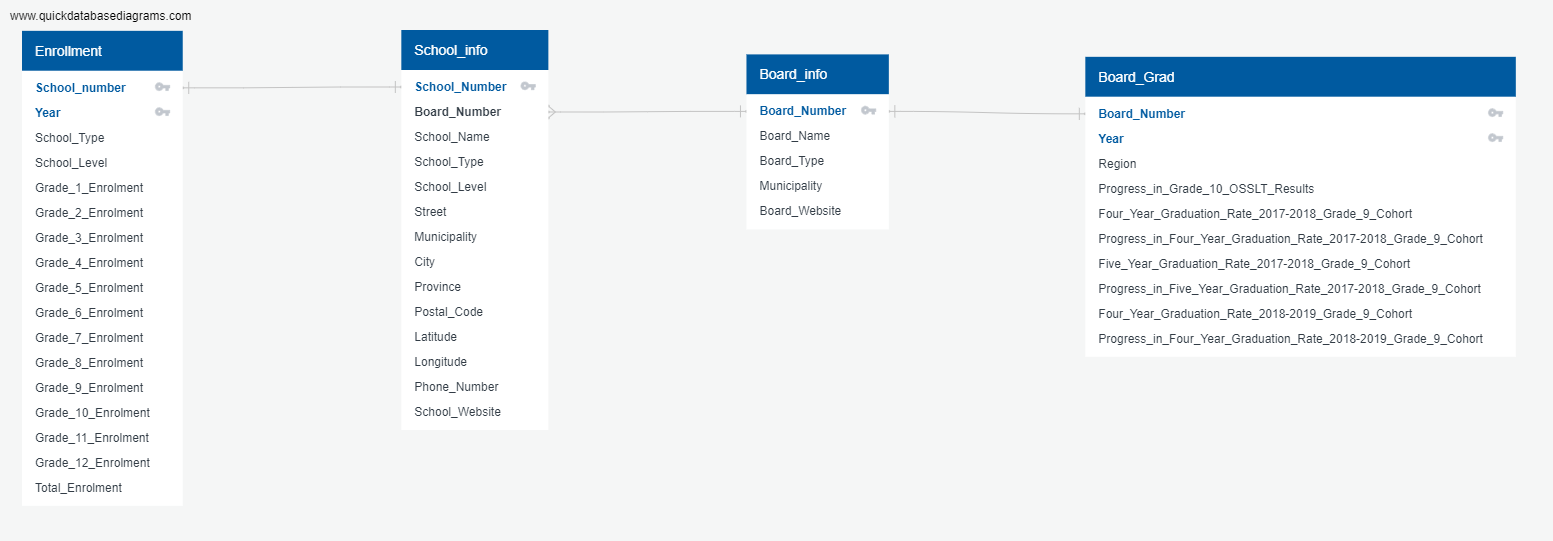 www.quickdatabasediagrams.com
Enrollment
School_number
Year
School_Type
School_Level
Grade_1_Enrolment
Grade_2_Enrolment
Grade_3_Enrolment
Grade_4_Enrolment
Grade_5_Enrolment
Grade_6_Enrolment
Grade_7_Enrolment
Grade_8_Enrolment
Grade_9_Enrolment
Grade_10_Enrolment
Grade_11_Enrolment
Grade_12_Enrolment
Total_Enrolment
School_info
School_Number
Board_Number
School_Name
School_Type
School_Level
Street
Municipality
City
Province
Postal_Code
Latitude
Longitude
Phone_Number
School_Website
Board_info
Board_Number
Board_Name
Board_Type
Municipality
Board_Website
Board_Grad
Board_Number
Year
Region
Progress_in_Grade_10_OSSLT_Results
Four_Year_Graduation_Rate_2017-2018_Grade_9_Cohort
Progress_in_Four_Year_Graduation_Rate_2017-2018_Grade_9_Cohort
Five_Year_Graduation_Rate_2017-2018_Grade_9_Cohort
Progress_in_Five_Year_Graduation_Rate_2017-2018_Grade_9_Cohort
Four_Year_Graduation_Rate_2018-2019_Grade_9_Cohort
Progress_in_Four_Year_Graduation_Rate_2018-2019_Grade_9_Cohort